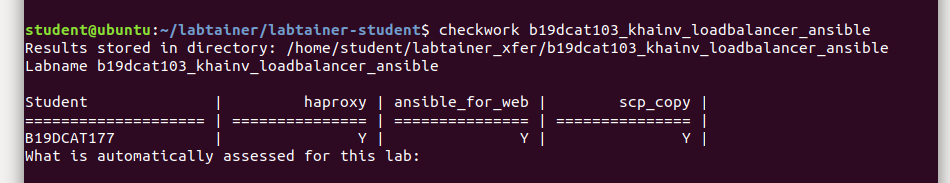 student@ubuntu:~/labtainer/labtainer-student$ checkwork b19dcat103_khainv_loadbalancer_ansible
Results stored in directory: /home/student/labtainer_xfer/b19dcat103_khainv_loadbalancer_ansible
Labname b19dcat103_khainv_loadbalancer_ansible
Student | haproxy | ansible_for_web | scp_copy |
==================== | =============== | =============== | =============== |
B19DCAT177 | Y | Y | Y |
What is automatically assessed for this lab: